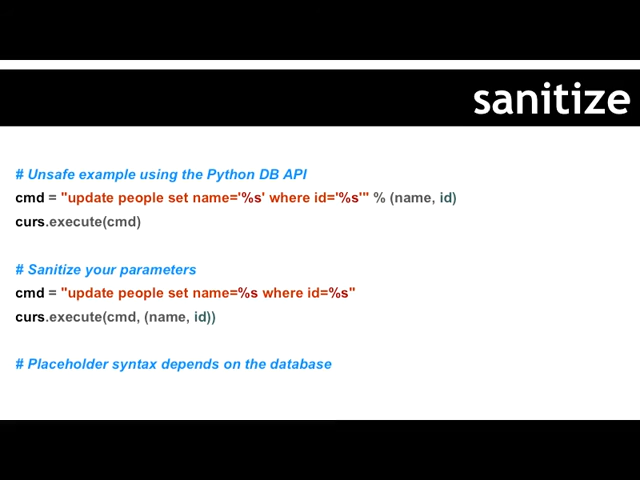 sanitize
# Unsafe example using the Python DB API
cmd = "update people set name='%s' where id='%s'" % (name, id)
curs.execute(cmd)
# Sanitize your parameters
cmd = "update people set name=%s where id=%s"
curs.execute(cmd, (name, id))
# Placeholder syntax depends on the database